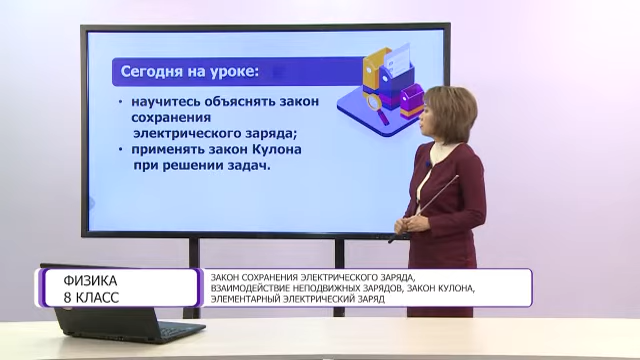 Сегодня на уроке:
• научитесь объяснять закон
сохранения
электрического заряда;
• применять закон Кулона
при решении задач.
ФИЗИКА
8 КЛАСС
ЗАКОН СОХРАНЕНИЯ ЭЛЕКТРИЧЕСКОГО ЗАРЯДА,
ВЗАИМОДЕЙСТВИЕ НЕПОДВИЖНЫХ ЗАРЯДОВ, ЗАКОН КУЛОНА,
ЭЛЕМЕНТАРНЫЙ ЭЛЕКТРИЧЕСКИЙ ЗАРЯД